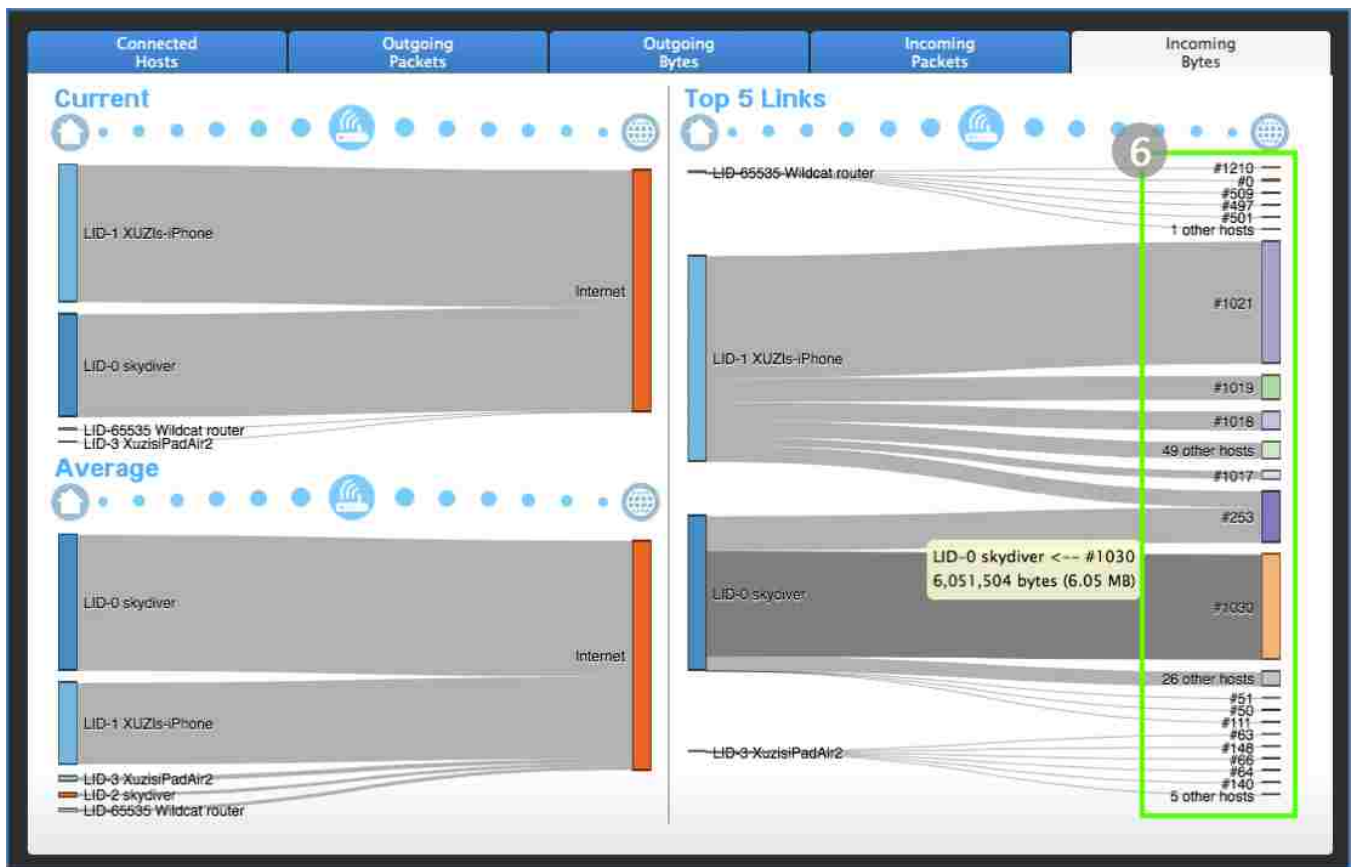 Connected
Hosts
Outgoing
Packets
Outgoing
Bytes
Incoming
Packets
Incoming
Bytes
Current
LID-1 XUZIs-iPhone
Internet
LID-0 skydiver
LID-65535 Wildcat router
LID-3 XuzisiPadAir2
Average
LID-0 skydiver
Internet
LID-1 XUZIs-iPhone
LID-3 XuzisiPadAir2
LID-2 skydiver
LID-65535 Wildcat router
Top 5 Links
6
LID-65535 Wildcat router
#1210
#0
#509
#497
#501
1 other hosts
#1021
LID-1 XUZIs-iPhone
#1019
#1018
49 other hosts
#1017
#253
LID-0 skydiver <-- #1030
6,051,504 bytes (6.05 MB)
LID-0 skydiver
#1030
26 other hosts
#51
#50
#111
#63
LID-3 XuzisiPadAir2
#148
#66
#64
#140
5 other hosts